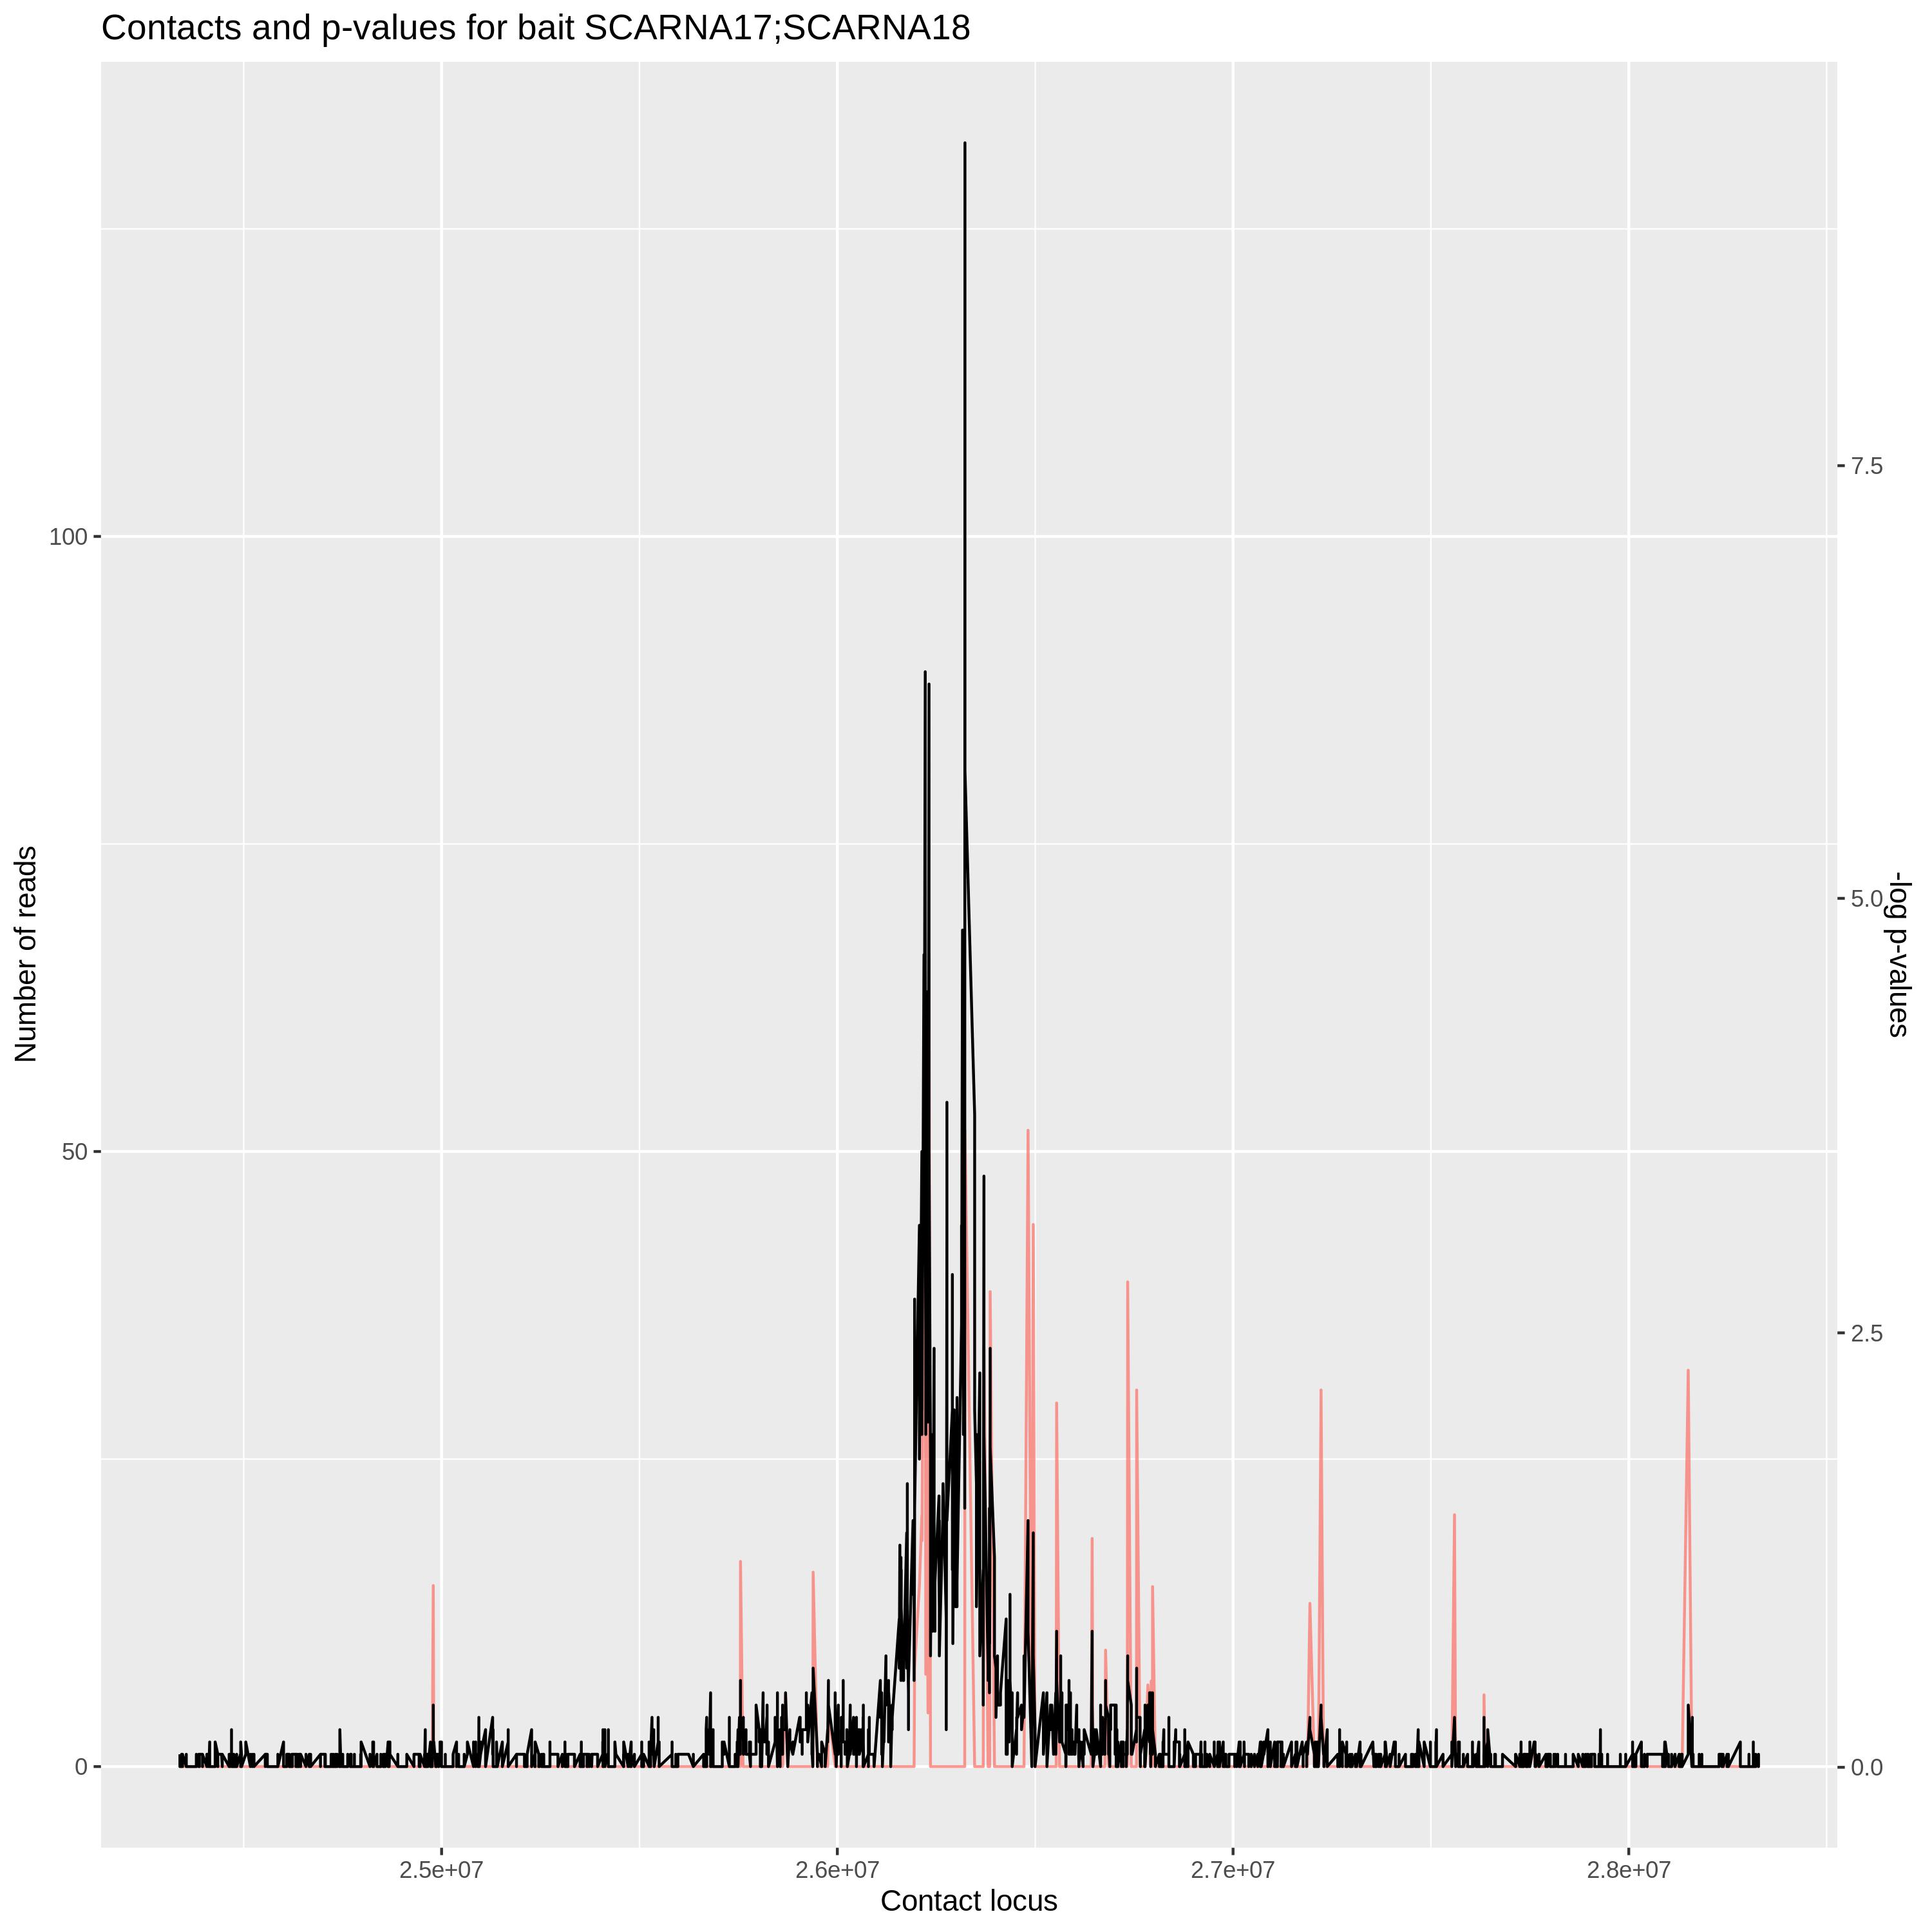 Contacts and p-values for bait SCARNA17;SCARNA18
Number of reads
100
50
0
7.5
5.0
2.5
0.0
-log p-values
2.5e+07
2.6e+07
2.7e+07
2.8e+07
Contact locus